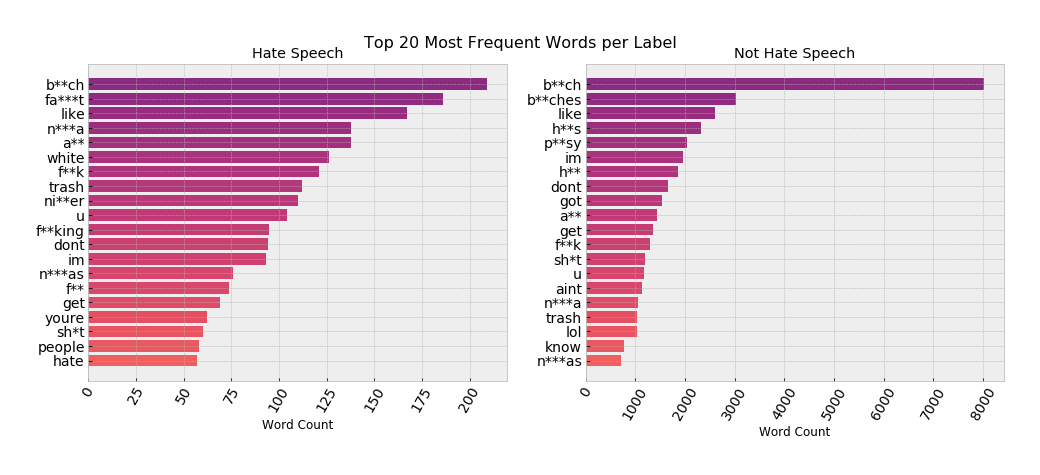 Top 20 Most Frequent Words per Label
Hate Speech
b**ch
fa***t
like
n***a
a**
white
f**k
trash
ni**er
u
f**king
dont
im
n***as
f**
get
youre
sh*t
people
hate
0 25 50 75 100 125 150 175 200
Word Count
Not Hate Speech
b**ch
b**ches
like
h**s
p**sy
im
h**
dont
got
a**
get
f**k
sh*t
u
aint
n***a
trash
lol
know
n***as
0 1000 2000 3000 4000 5000 6000 7000 8000
Word Count